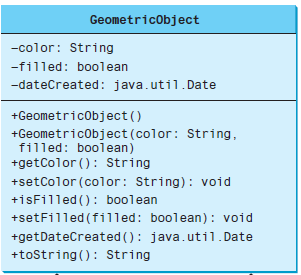 GeometricObject
-color: String
-filled: boolean
-dateCreated: java.util.Date
+GeometricObject()
+GeometricObject(color: String,
filled: boolean)
+getColor(): String
+setColor(color: String): void
+isFilled(): boolean
+setFilled(filled: boolean): void
+getDateCreated(): java.util.Date
+toString(): String